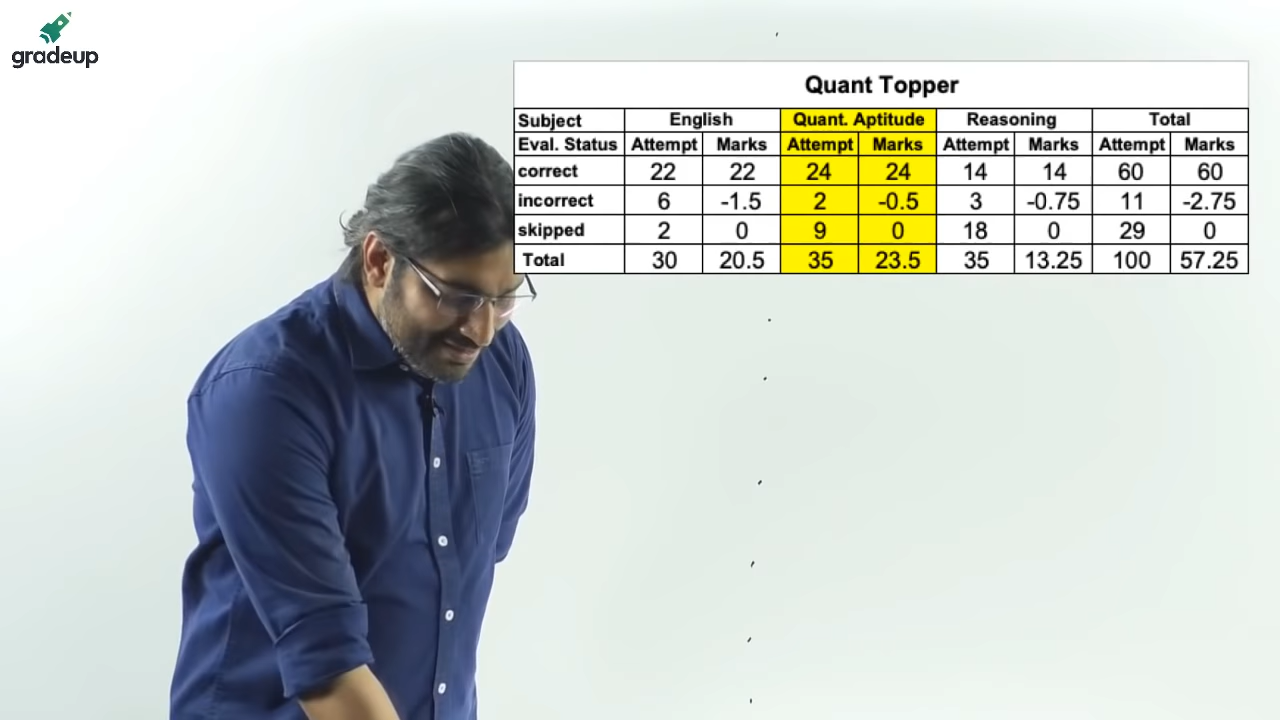 gradeup
Quant Topper
Subject English Quant. Aptitude Reasoning Total
Eval. Status Attempt Marks Attempt Marks Attempt Marks Attempt Marks
correct 22 22 24 24 14 14 60 60
incorrect 6 -1.5 2 -0.5 3 -0.75 11 -2.75
skipped 2 0 9 0 18 0 29 0
Total 30 20.5 35 23.5 35 13.25 100 57.25